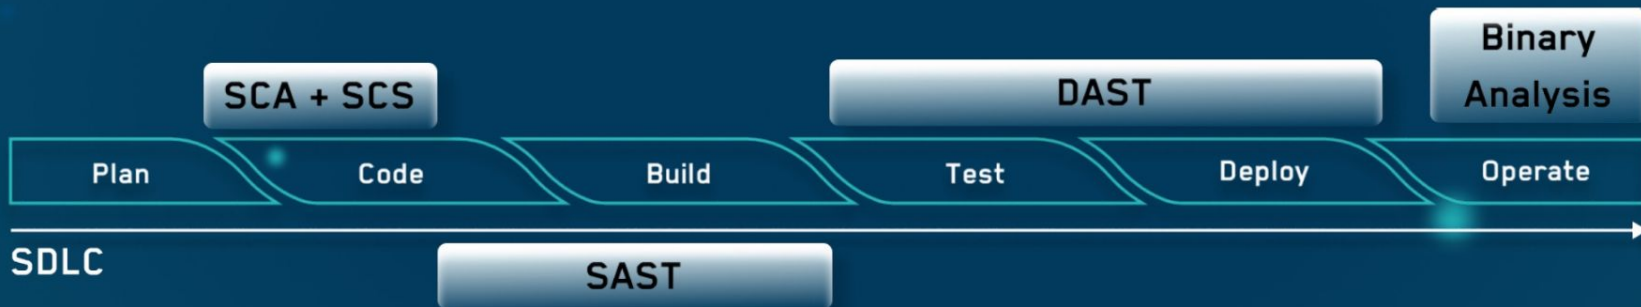 Binary
Analysis
SCA + SCS
DAST
Plan
Code
Build
Test
Deploy
Operate
SDLC
SAST